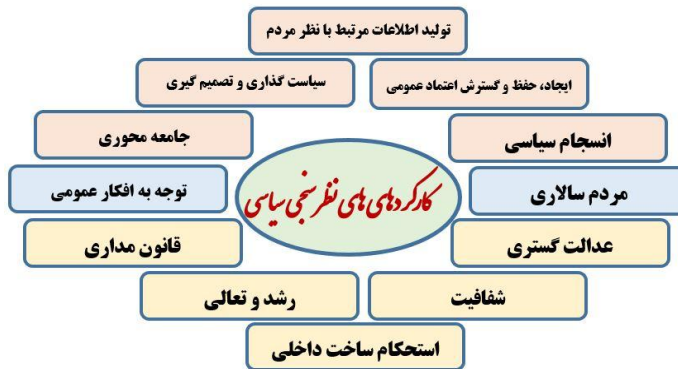 تولید اطلاعات مرتبط با نظر مردم
ایجاد، حفظ و گسترش اعتماد عمومی
سیاست گذاری و تصمیم گیری
انسجام سیاسی
جامعه محوری
کارکردهای های نظرسنجی سیاسی
مردم سالاری
توجه به افکار عمومی
عدالت گستری
قانون مداری
شفافیت
رشد و تعالی
استحکام ساخت داخلی